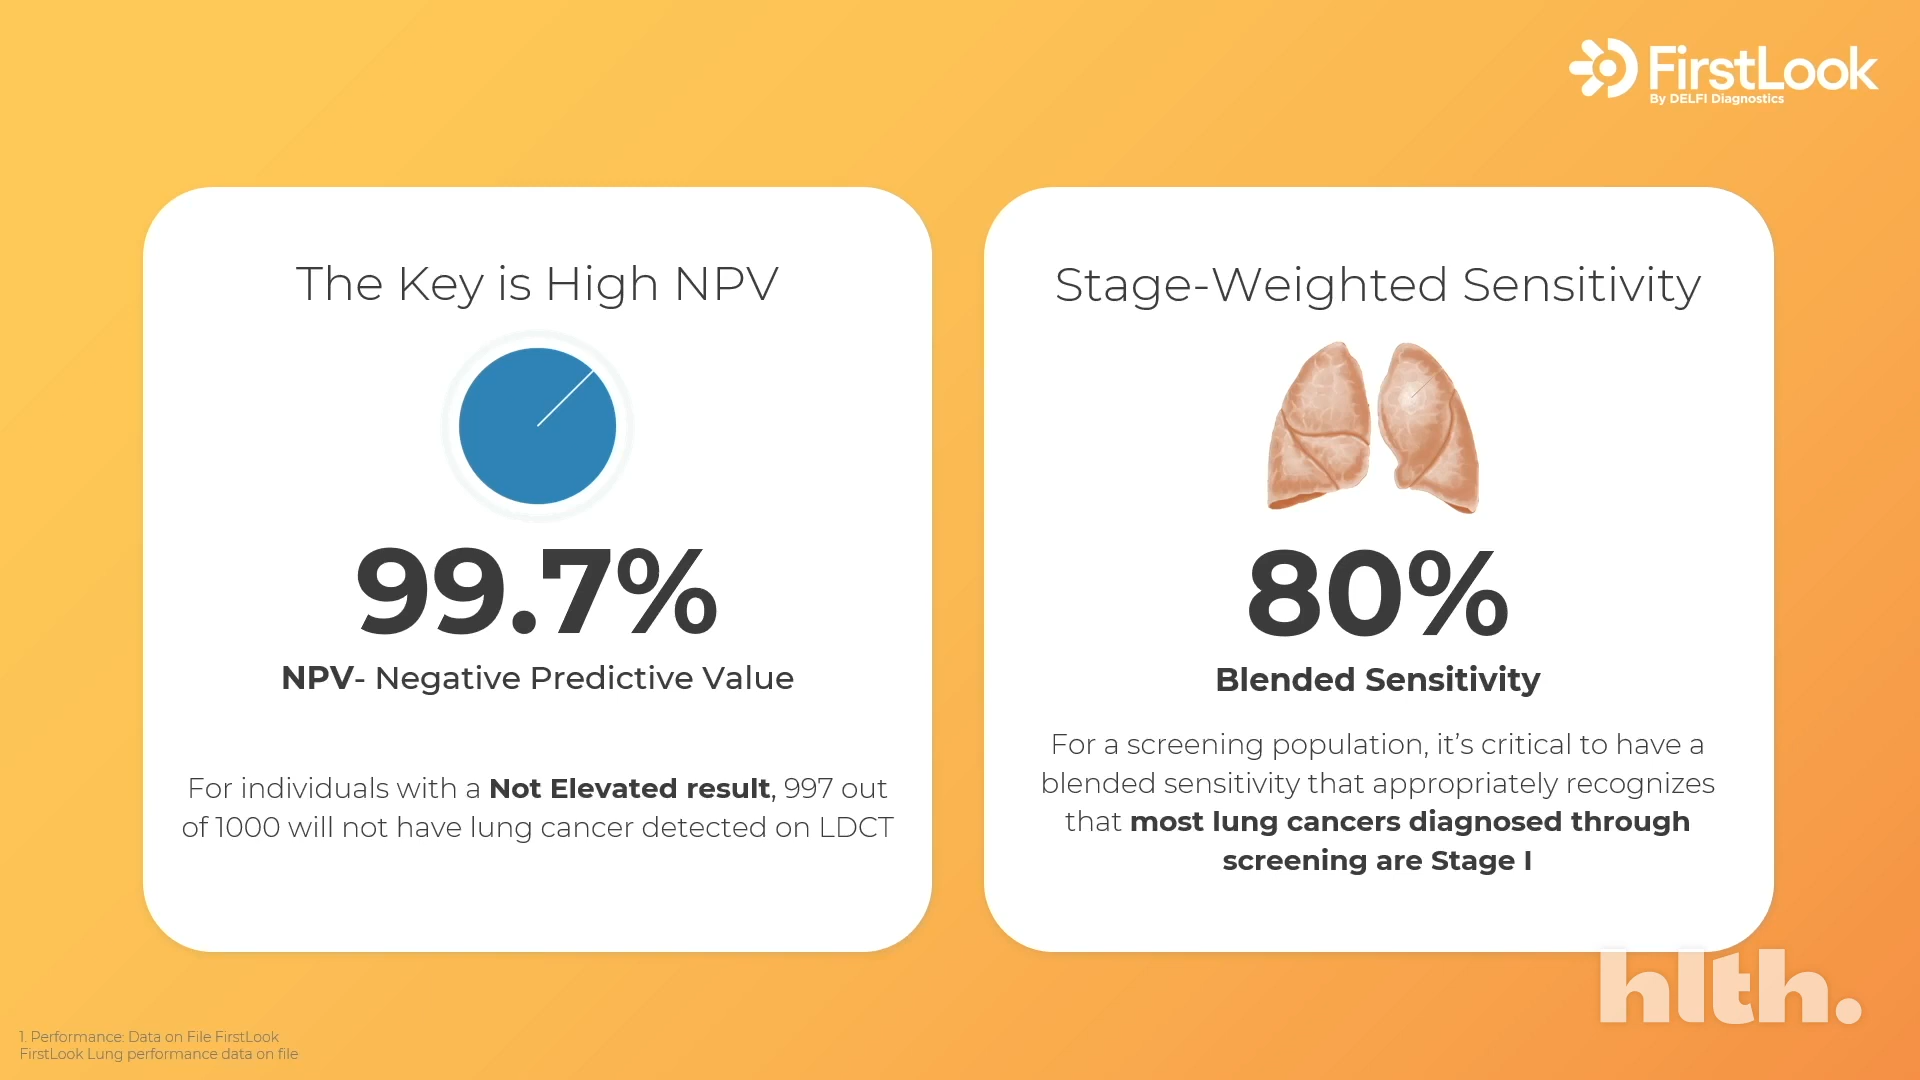 FirstLook
By DELFI Diagnostics
The Key is High NPV
99.7%
NPV- Negative Predictive Value
For individuals with a Not Elevated result, 997 out
of 1000 will not have lung cancer detected on LDCT
Stage-Weighted Sensitivity
80%
Blended Sensitivity
For a screening population, it's critical to have a
blended sensitivity that appropriately recognizes
that most lung cancers diagnosed through
screening are Stage I
hlth.
1. Performance: Data on File FirstLook
FirstLook Lung performance data on file